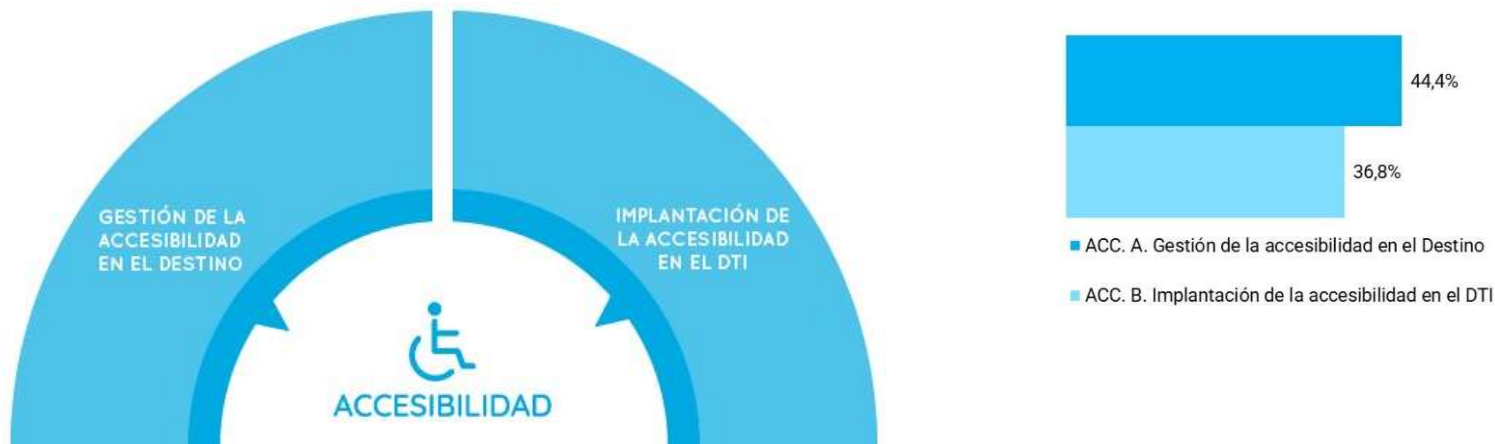 GESTIÓN DE LA
ACCESIBILIDAD
EN EL DESTINO
IMPLANTACIÓN DE
LA ACCESIBILIDAD
EN EL DTI
ACCESIBILIDAD
44,4%
36,8%
ACC. A. Gestión de la accesibilidad en el Destino
ACC. B. Implantación de la accesibilidad en el DTI